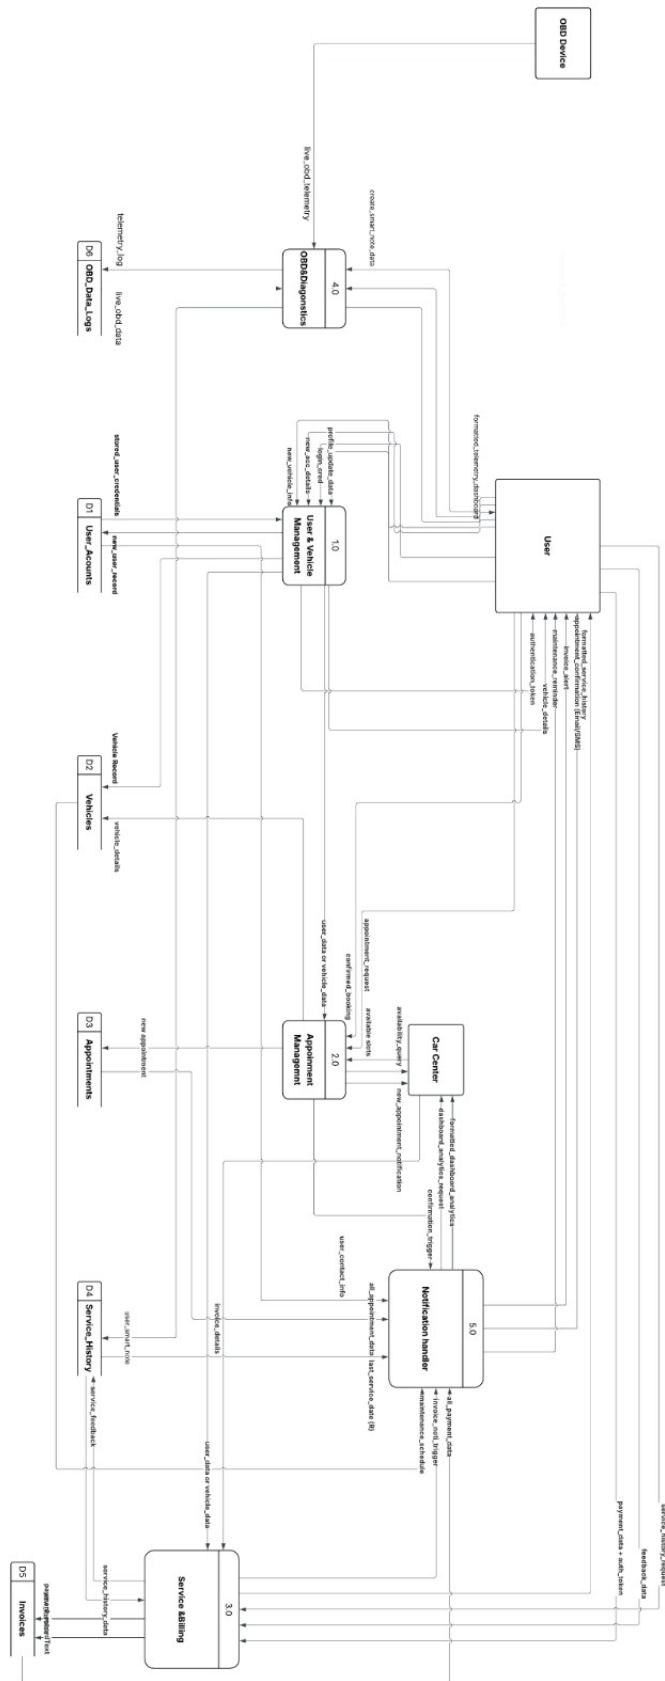 OBD Device
live_obd_telemetry
create_smart_note_data
4.0
OBD&Diagonstics
D6
OBD_Data_Logs
telemetry_log
live_obd_data
formatted_telemetry_dashboard
User
profile_update_data
login_cred
new_acc_details
new_vehicle_info
1.0
User & Vehicle
Management
stored_user_credentials
D1
User_Acounts
new_user_record
authentication_token
vehicle_details
maintenance_reminder
invoice_alert
appointment_confirmation (Email/SMS)
formatted_service_history
Vehicle Record
D2
Vehicles
vehicle_details
user_data or vehicle_data
confirmed_booking
appointment_request
available slots
availability_query
Car Center
2.0
Appoinment
Managemnt
new_appointment_notification
D3
Appointments
new appointment
dashboard_analytics_request
formatted_dashboard_analytics
confirmation_trigger
5.0
Notification handler
user_contact_info
all_appointment_data
last_service_date (R)
D4
Service_History
user_smart_note
invoice_details
maintenance_schedule
invoice_noti_trigger
all_payment_data
service_feedback
user_data or vehicle_data
service_history_request
feedback_data
payment_data + auth_token
3.0
Service &Billing
service_history_data
D5
Invoices